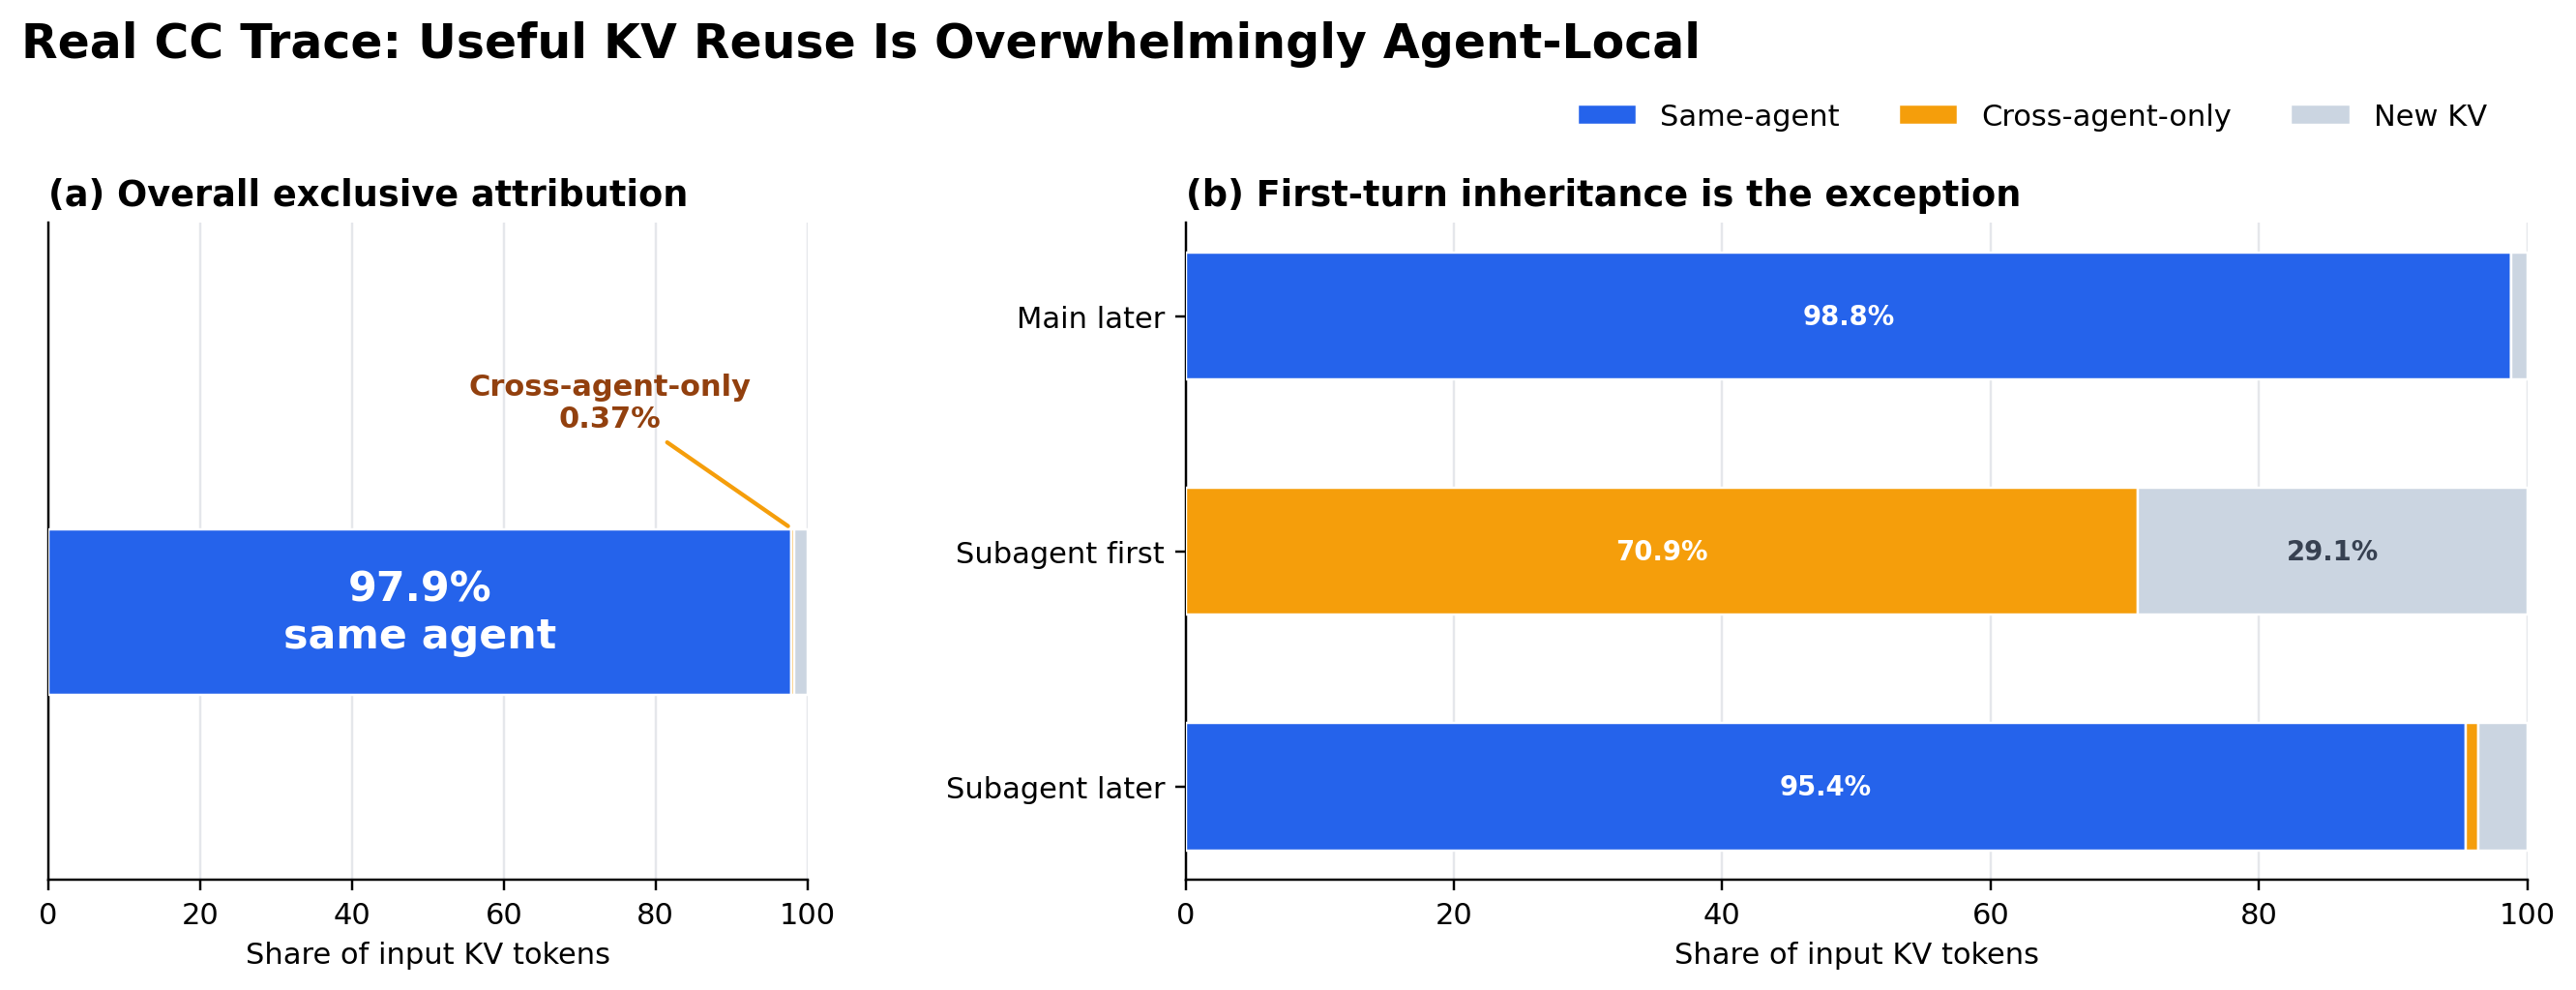 Real CC Trace: Useful KV Reuse Is Overwhelmingly Agent-Local
Same-agent
Cross-agent-only
New KV
(a) Overall exclusive attribution
Cross-agent-only
0.37%
97.9%
same agent
0
20
40
60
80
100
Share of input KV tokens
(b) First-turn inheritance is the exception
Main later
98.8%
Subagent first
70.9%
29.1%
Subagent later
95.4%
0
20
40
60
80
100
Share of input KV tokens